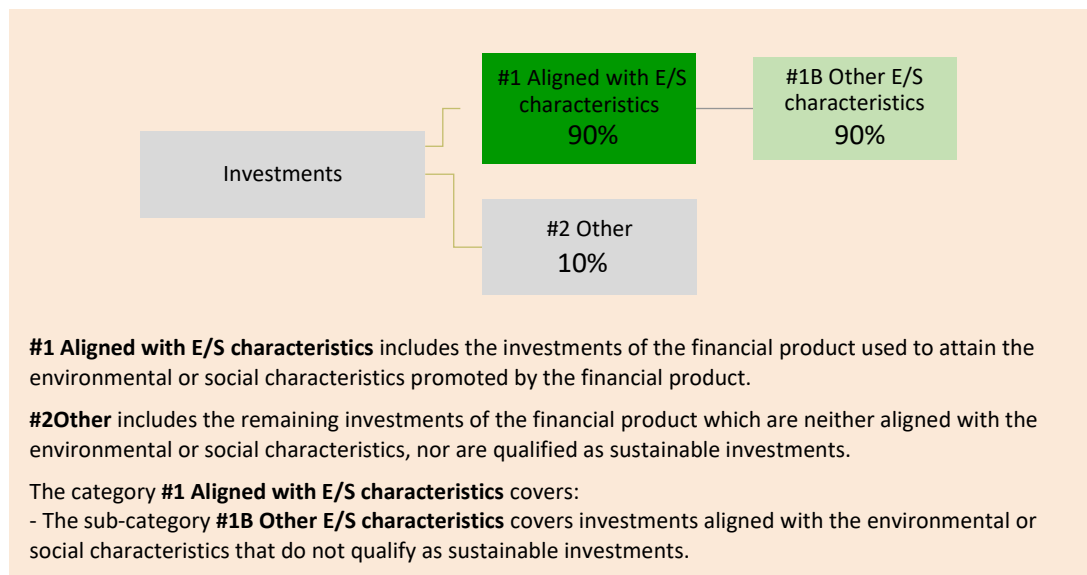 #1 Aligned with E/S
characteristics
90%
#1B Other E/S
characteristics
90%
Investments
#2 Other
10%
#1 Aligned with E/S characteristics includes the investments of the financial product used to attain the
environmental or social characteristics promoted by the financial product.
#2Other includes the remaining investments of the financial product which are neither aligned with the
environmental or social characteristics, nor are qualified as sustainable investments.
The category #1 Aligned with E/S characteristics covers:
- The sub-category #1B Other E/S characteristics covers investments aligned with the environmental or
social characteristics that do not qualify as sustainable investments.